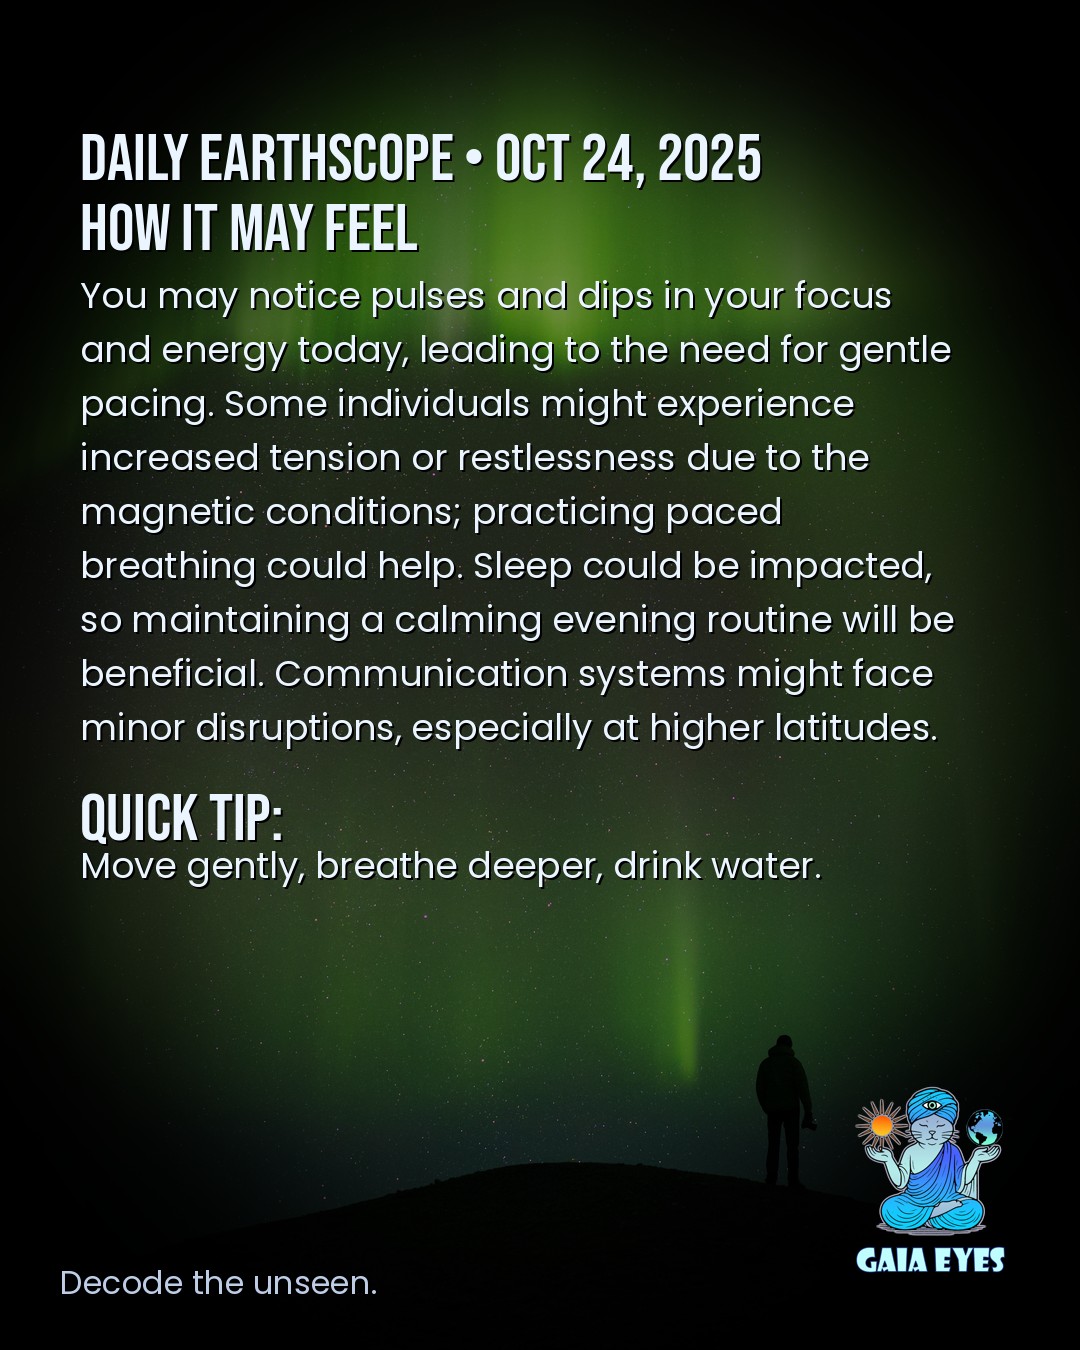 DAILY EARTHSCOPE • OCT 24, 2025
HOW IT MAY FEEL
You may notice pulses and dips in your focus
and energy today, leading to the need for gentle
pacing. Some individuals might experience
increased tension or restlessness due to the
magnetic conditions; practicing paced
breathing could help. Sleep could be impacted,
so maintaining a calming evening routine will be
beneficial. Communication systems might face
minor disruptions, especially at higher latitudes.
QUICK TIP:
Move gently, breathe deeper, drink water.
GAIA EYES
Decode the unseen.